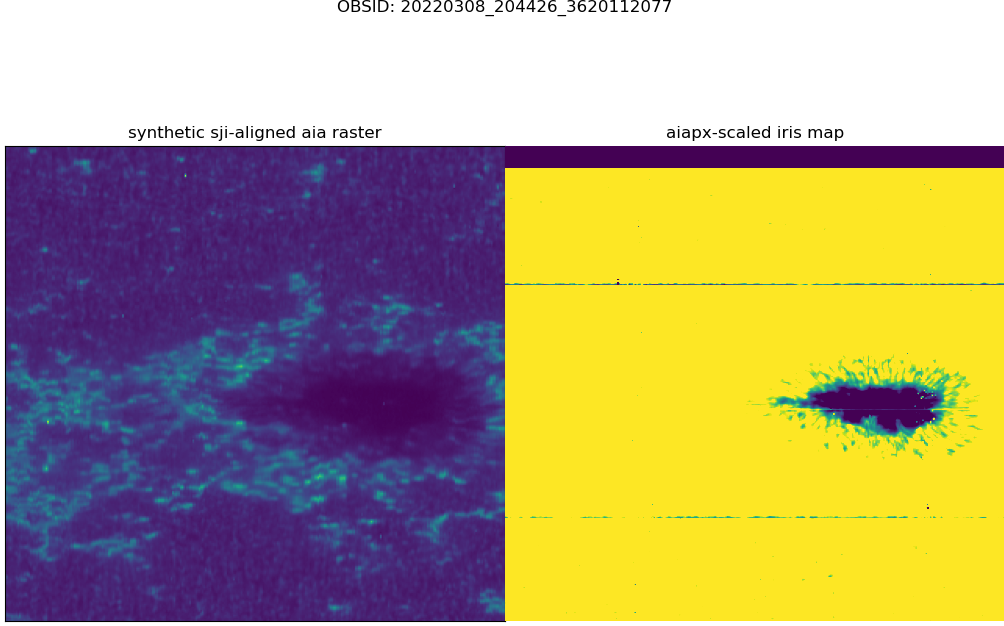 OBSID: 20220308_204426_3620112077
synthetic sji-aligned aia raster
aiapx-scaled iris map